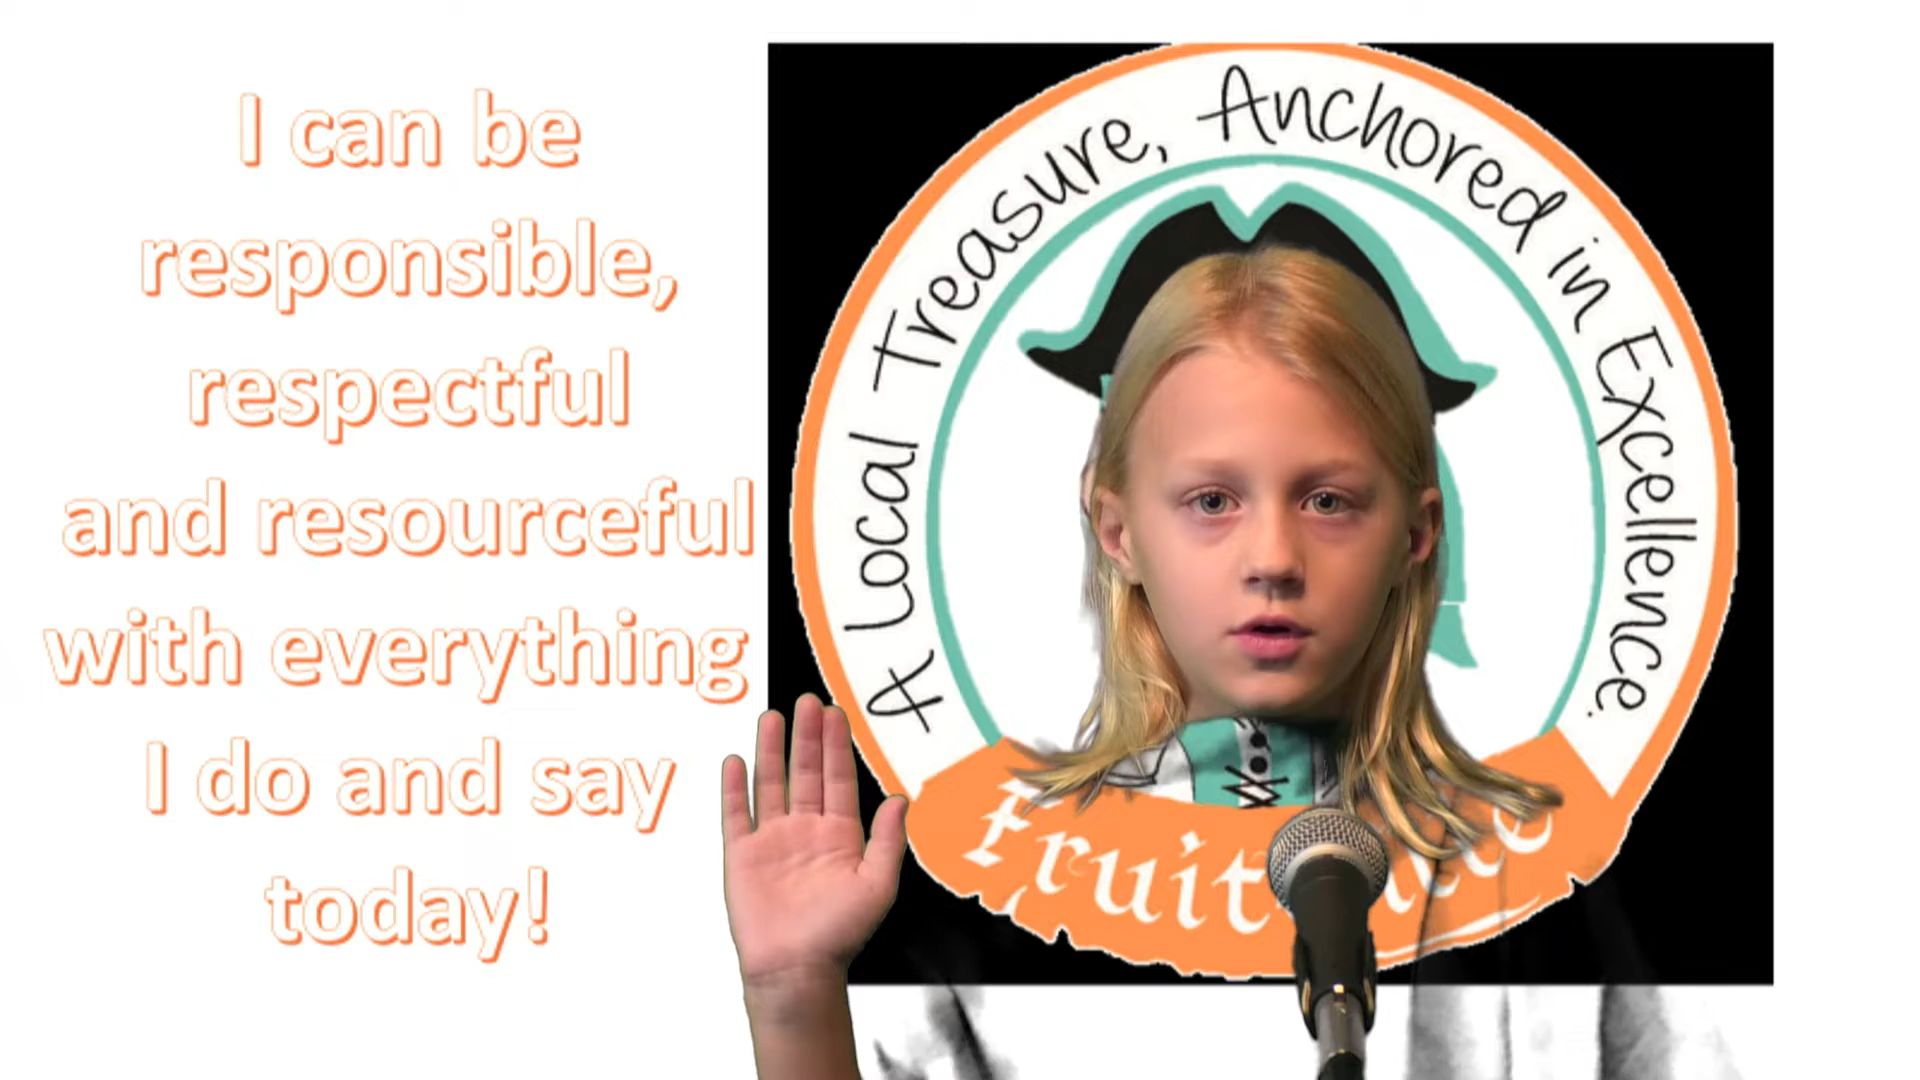 I can be
responsible,
respectful
and resourceful
with everything
I do and say
today!
A Local Treasure, Anchored in Excellence.